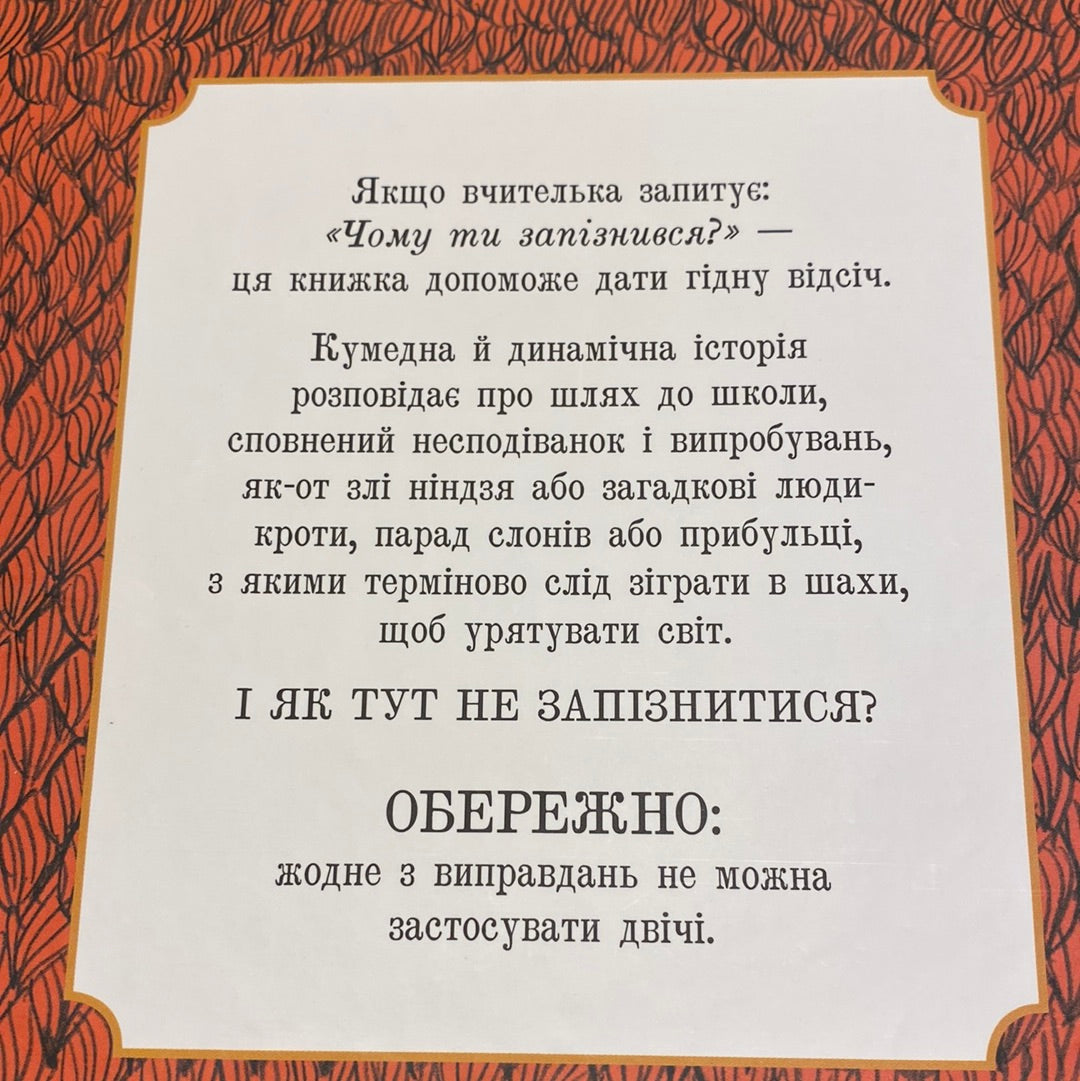 Якщо вчителька запитує:
«Чому ти запізнився?» —
ця книжка допоможе дати гідну відсіч.
Кумедна й динамічна історія
розповідає про шлях до школи,
сповнений несподіванок і випробувань,
як-от злі ніндзя або загадкові люди-
кроти, парад слонів або прибульці,
з якими терміново слід зіграти в шахи,
щоб урятувати світ.
І ЯК ТУТ НЕ ЗАПІЗНИТИСЯ?
ОБЕРЕЖНО:
жодне з виправдань не можна
застосувати двічі.